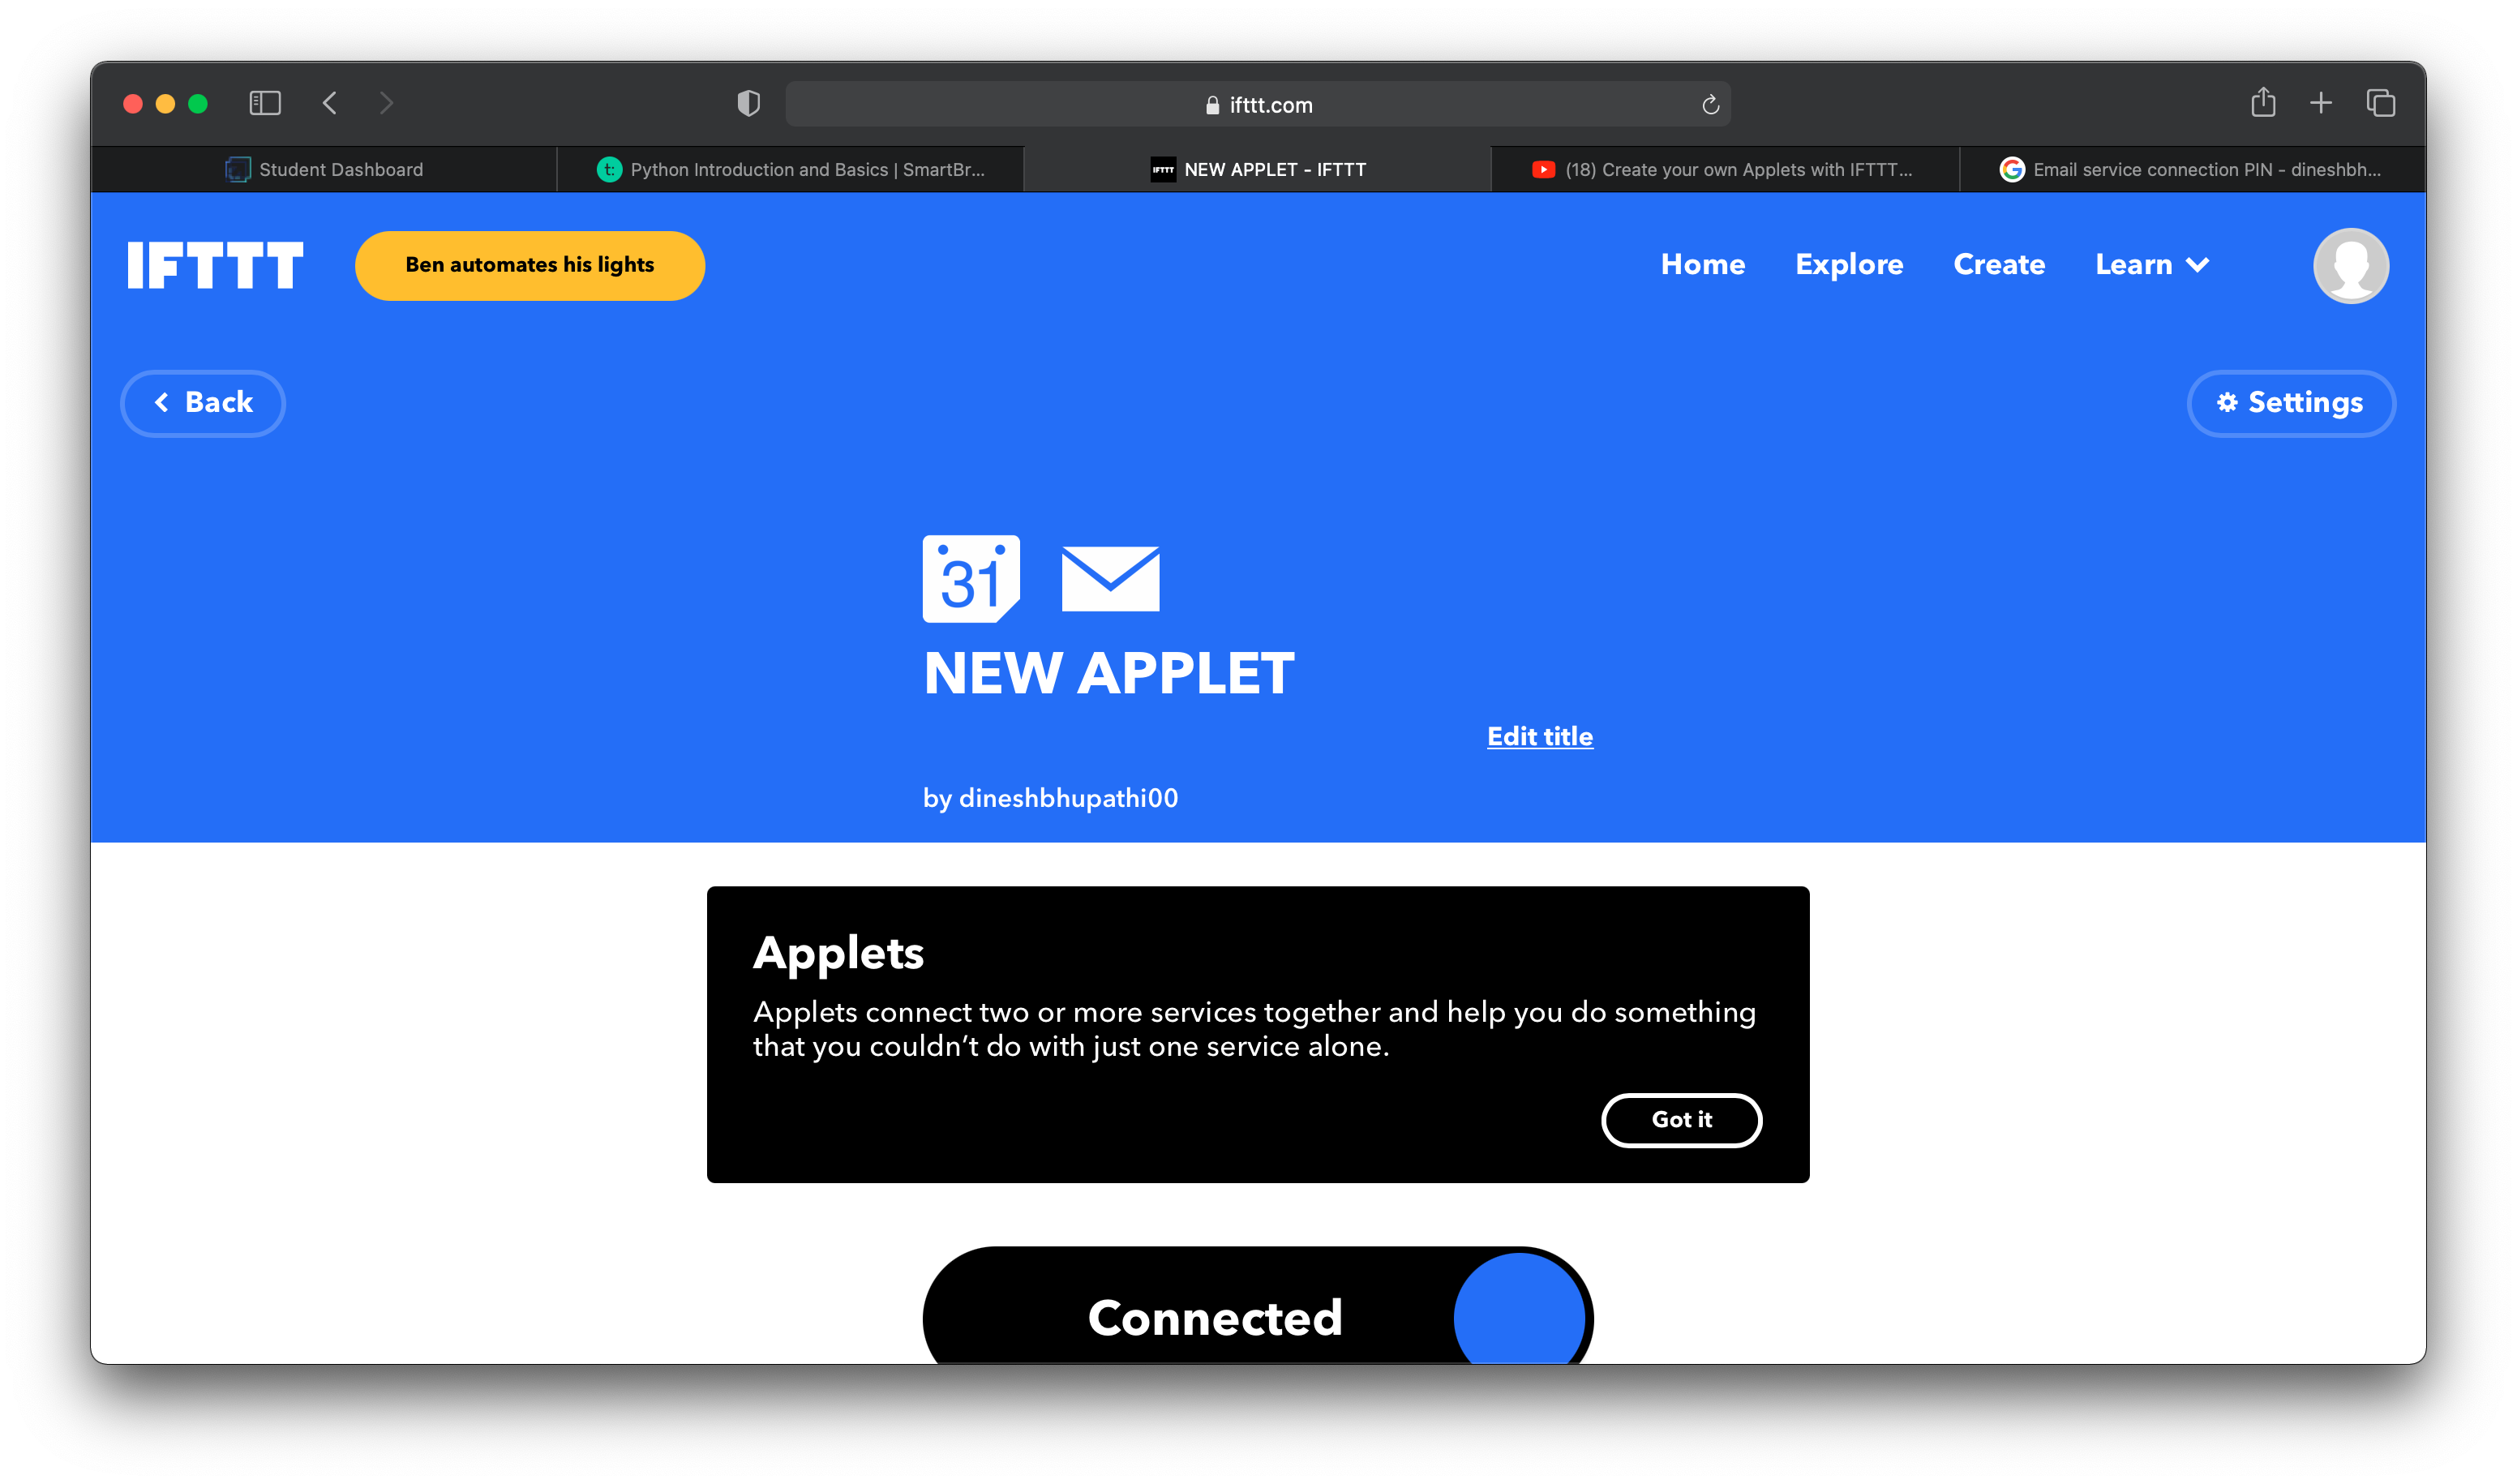 ifttt.com
Student Dashboard
t: Python Introduction and Basics | SmartBr...
IFTTT NEW APPLET - IFTTT
(18) Create your own Applets with IFTTT...
G Email service connection PIN - dineshbh...
IFTTT
Ben automates his lights
Home
Explore
Create
Learn
Back
Settings
31
NEW APPLET
Edit title
by dineshbhupathi00
Applets
Applets connect two or more services together and help you do something
that you couldn’t do with just one service alone.
Got it
Connected